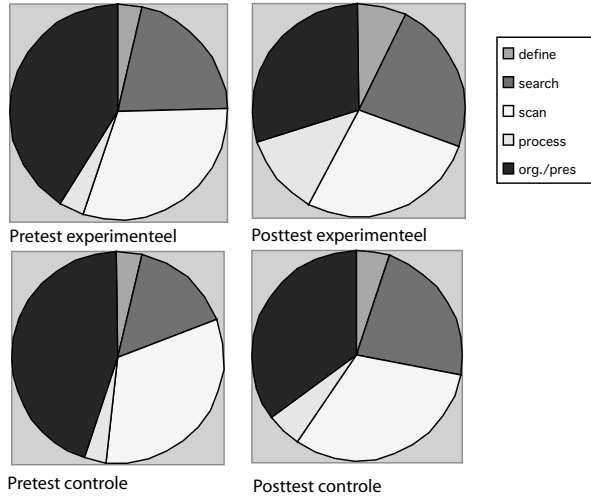 define
search
scan
process
org./pres
Pretest experimenteel
Posttest experimenteel
Pretest controle
Posttest controle